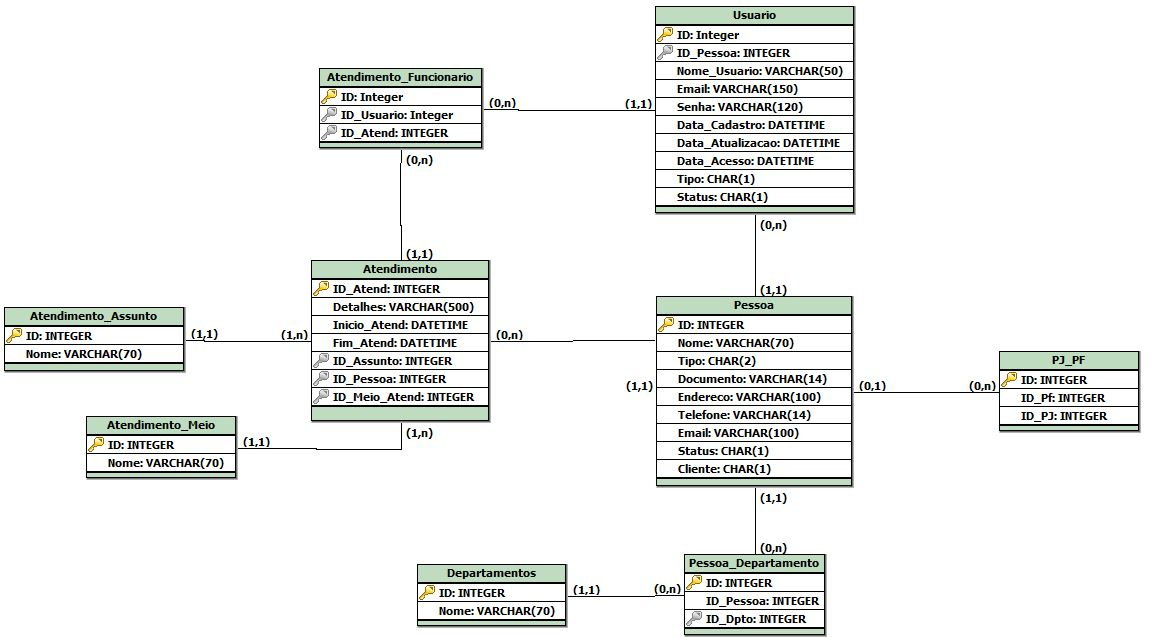 Usuario
ID: Integer
ID_Pessoa: INTEGER
Nome_Usuario: VARCHAR(50)
Email: VARCHAR(150)
Senha: VARCHAR(120)
Data_Cadastro: DATETIME
Data_Atualizacao: DATETIME
Data_Acesso: DATETIME
Tipo: CHAR(1)
Status: CHAR(1)
Atendimento_Funcionario
ID: Integer
ID_Usuario: Integer
ID_Atend: INTEGER
(0,n)
(1,1)
(0,n)
(1,1)
(0,n)
(1,1)
Atendimento
ID_Atend: INTEGER
Detalhes: VARCHAR(500)
Inicio_Atend: DATETIME
Fim_Atend: DATETIME
ID_Assunto: INTEGER
ID_Pessoa: INTEGER
ID_Meio_Atend: INTEGER
Atendimento_Assunto
ID: INTEGER
Nome: VARCHAR(70)
(1,1)
(1,n)
(0,n)
(1,1)
Atendimento_Meio
ID: INTEGER
Nome: VARCHAR(70)
(1,1)
(1,n)
Pessoa
ID: INTEGER
Nome: VARCHAR(70)
Tipo: CHAR(2)
Documento: VARCHAR(14)
Endereco: VARCHAR(100)
Telefone: VARCHAR(14)
Email: VARCHAR(100)
Status: CHAR(1)
Cliente: CHAR(1)
(0,1)
(0,n)
PJ_PF
ID: INTEGER
ID_Pf: INTEGER
ID_PJ: INTEGER
(1,1)
(0,n)
Departamentos
ID: INTEGER
Nome: VARCHAR(70)
(1,1)
(0,n)
Pessoa_Departamento
ID: INTEGER
ID_Pessoa: INTEGER
ID_Dpto: INTEGER